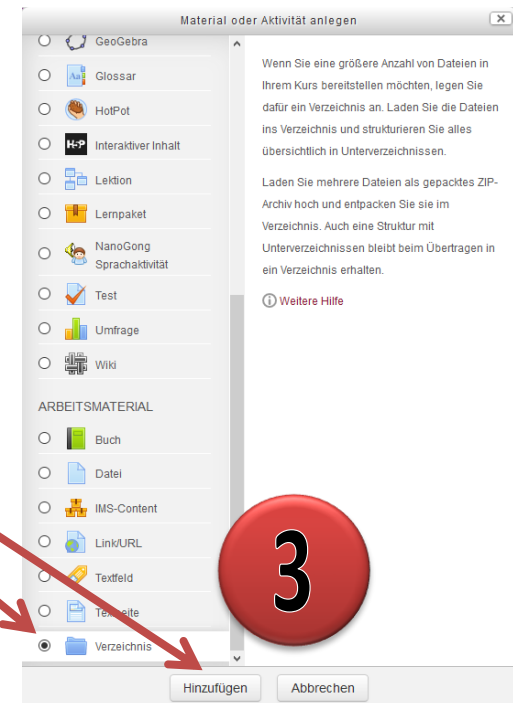 Material oder Aktivität anlegen
GeoGebra
Glossar
HotPot
H-P Interaktiver Inhalt
Lektion
Lernpaket
NanoGong
Sprachaktivität
Test
Umfrage
Wiki
ARBEITSMATERIAL
Buch
Datei
IMS-Content
Link/URL
Textfeld
Textseite
Verzeichnis
Wenn Sie eine größere Anzahl von Dateien in
Ihrem Kurs bereitstellen möchten, legen Sie
dafür ein Verzeichnis an. Laden Sie die Dateien
ins Verzeichnis und strukturieren Sie alles
übersichtlich in Unterverzeichnissen.
Laden Sie mehrere Dateien als gepacktes ZIP-
Archiv hoch und entpacken Sie sie im
Verzeichnis. Auch eine Struktur mit
Unterverzeichnissen bleibt beim Übertragen in
ein Verzeichnis erhalten.
Weitere Hilfe
3
Hinzufügen Abbrechen